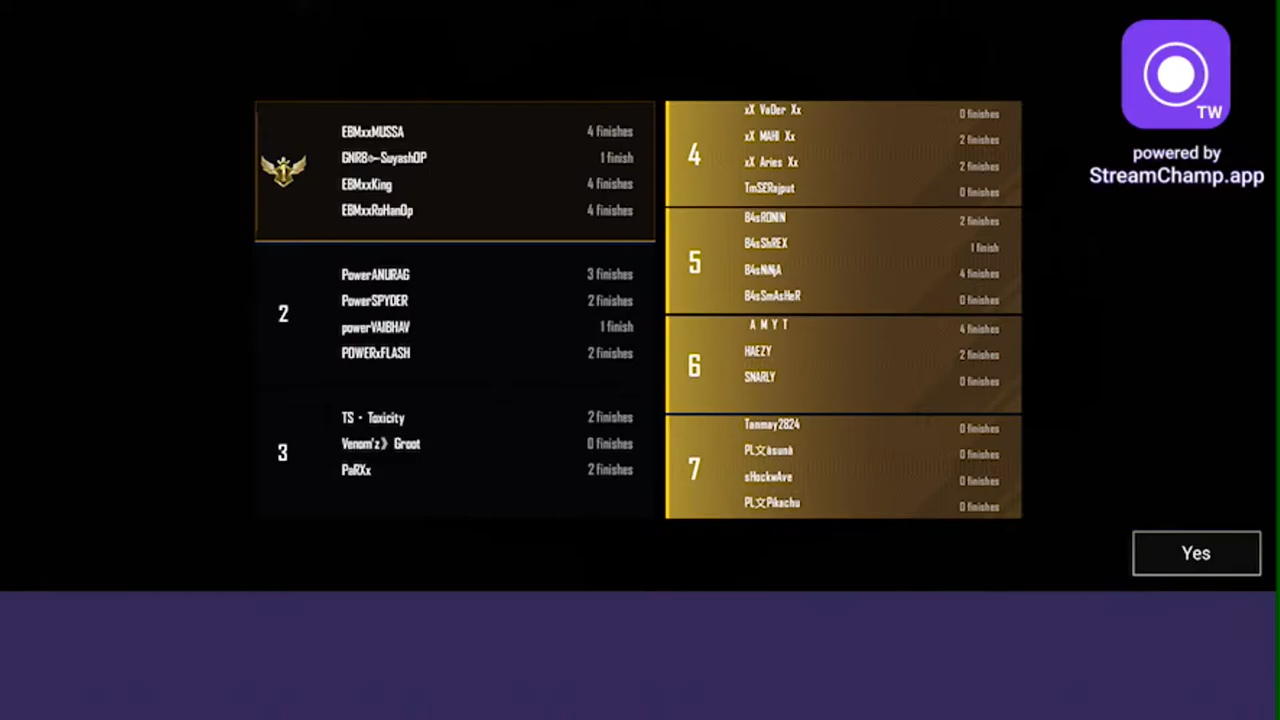 TW
powered by
StreamChamp.app
1
EBMxxMUSSA 4 finishes
SuyashOP 1 finish
EBMxxKing 4 finishes
EBMxxRoHanOp 4 finishes
2
PowerANURAG 3 finishes
PowerSPYDER 2 finishes
powerVAIBHAV 1 finish
POWERxFLASH 2 finishes
3
TS · Toxicity 2 finishes
Venom'z》 Groot 0 finishes
PaRXx 2 finishes
4
xX VaDer Xx 0 finishes
xX MAHI Xx 2 finishes
xX Aries Xx 2 finishes
TmSERajput 0 finishes
5
B4sRONIN 2 finishes
B4sShREX 1 finish
B4sNiNjA 4 finishes
B4sSmAsHeR 0 finishes
6
A M Y T 4 finishes
HAEZY 2 finishes
SNARLY 0 finishes
7
Tanmay2824 0 finishes
PL文àsunà 0 finishes
sHockwAve 0 finishes
PL文Pikachu 0 finishes
Yes